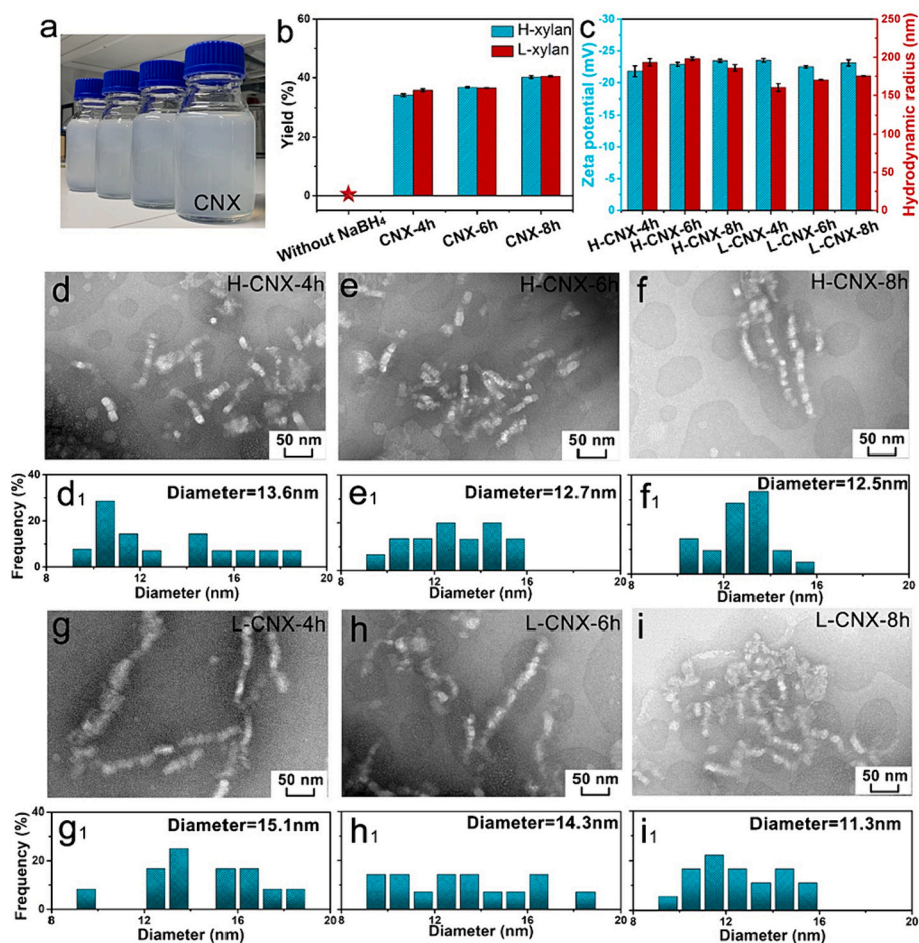 a
CNX
b
H-xylan
L-xylan
Yield (%)
60
40
20
0
Without NaBH₄
CNX-4h
CNX-6h
CNX-8h
c
Zeta potential (mV)
-30
-25
-20
-15
-10
-5
0
Hydrodynamic radius (nm)
250
200
150
100
50
0
H-CNX-4h
H-CNX-6h
H-CNX-8h
L-CNX-4h
L-CNX-6h
L-CNX-8h
d
H-CNX-4h
50 nm
e
H-CNX-6h
50 nm
f
H-CNX-8h
50 nm
d₁
Diameter=13.6nm
Frequency (%)
40
20
0
8 12 16 20
Diameter (nm)
e₁
Diameter=12.7nm
8 12 16 20
Diameter (nm)
f₁
Diameter=12.5nm
8 12 16 20
Diameter (nm)
g
L-CNX-4h
50 nm
h
L-CNX-6h
50 nm
i
L-CNX-8h
50 nm
g₁
Diameter=15.1nm
Frequency (%)
40
20
0
8 12 16 20
Diameter (nm)
h₁
Diameter=14.3nm
8 12 16 20
Diameter (nm)
i₁
Diameter=11.3nm
8 12 16 20
Diameter (nm)